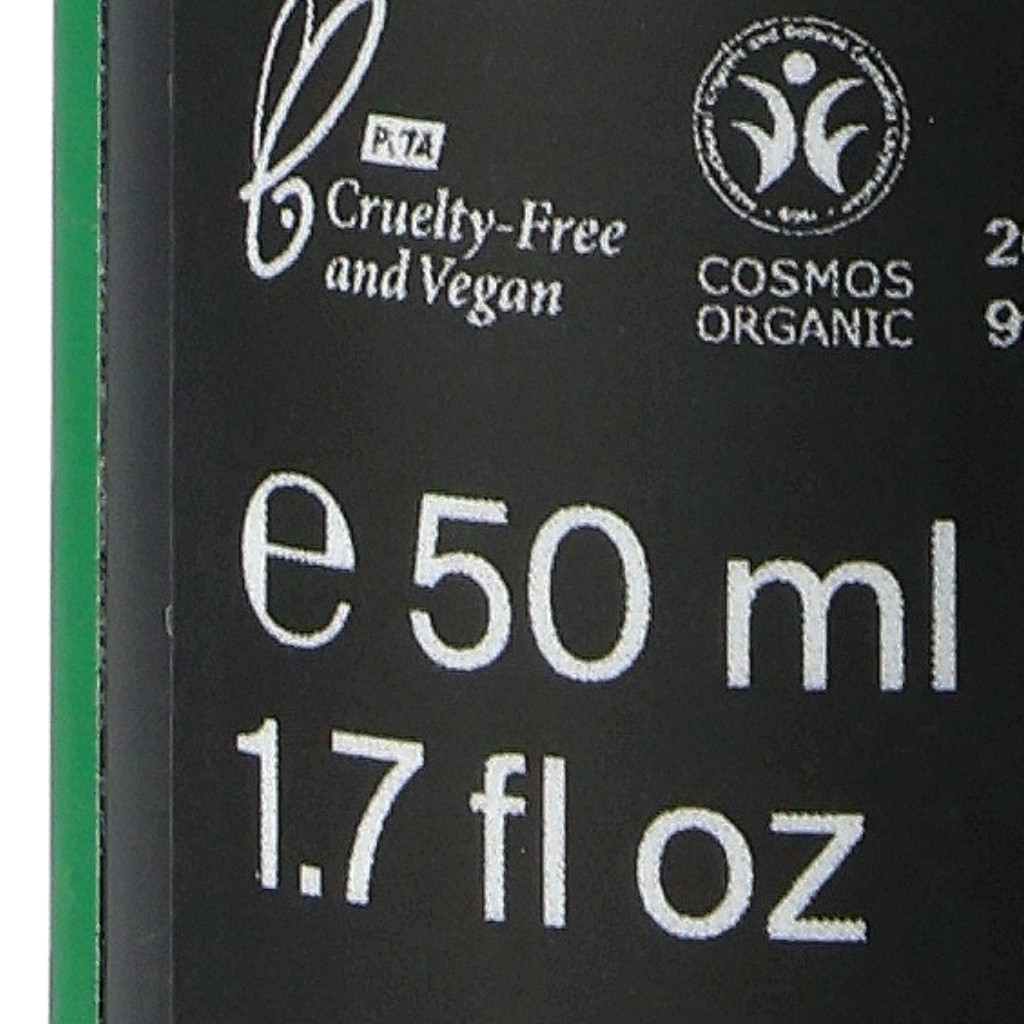 PETA
Cruelty-Free
and Vegan
COSMOS
ORGANIC
e 50 ml
1.7 fl oz